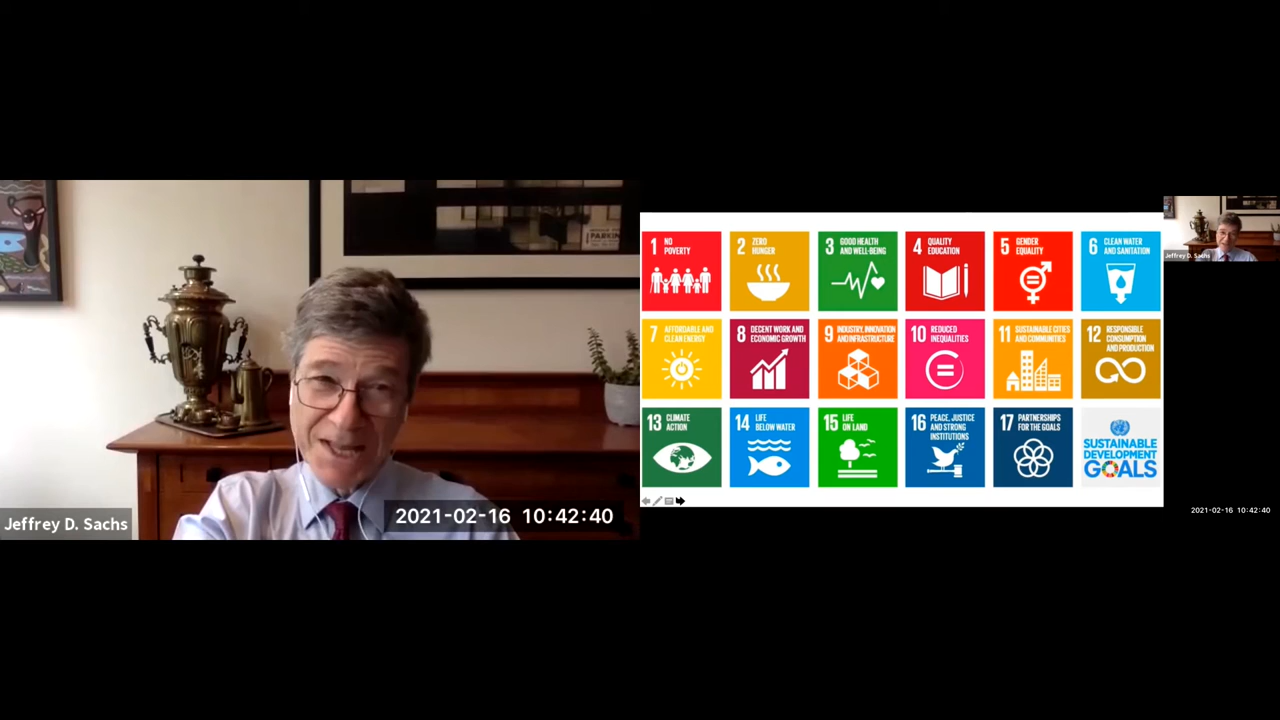 PARKIN
Jeffrey D. Sachs
2021-02-16 10:42:40
1 NO
POVERTY
2 ZERO
HUNGER
3 GOOD HEALTH
AND WELL-BEING
4 QUALITY
EDUCATION
5 GENDER
EQUALITY
6 CLEAN WATER
AND SANITATION
7 AFFORDABLE AND
CLEAN ENERGY
8 DECENT WORK AND
ECONOMIC GROWTH
9 INDUSTRY, INNOVATION
AND INFRASTRUCTURE
10 REDUCED
INEQUALITIES
11 SUSTAINABLE CITIES
AND COMMUNITIES
12 RESPONSIBLE
CONSUMPTION
AND PRODUCTION
13 CLIMATE
ACTION
14 LIFE
BELOW WATER
15 LIFE
ON LAND
16 PEACE, JUSTICE
AND STRONG
INSTITUTIONS
17 PARTNERSHIPS
FOR THE GOALS
SUSTAINABLE
DEVELOPMENT
GOALS
Jeffrey D. Sachs
2021-02-16 10:42:40